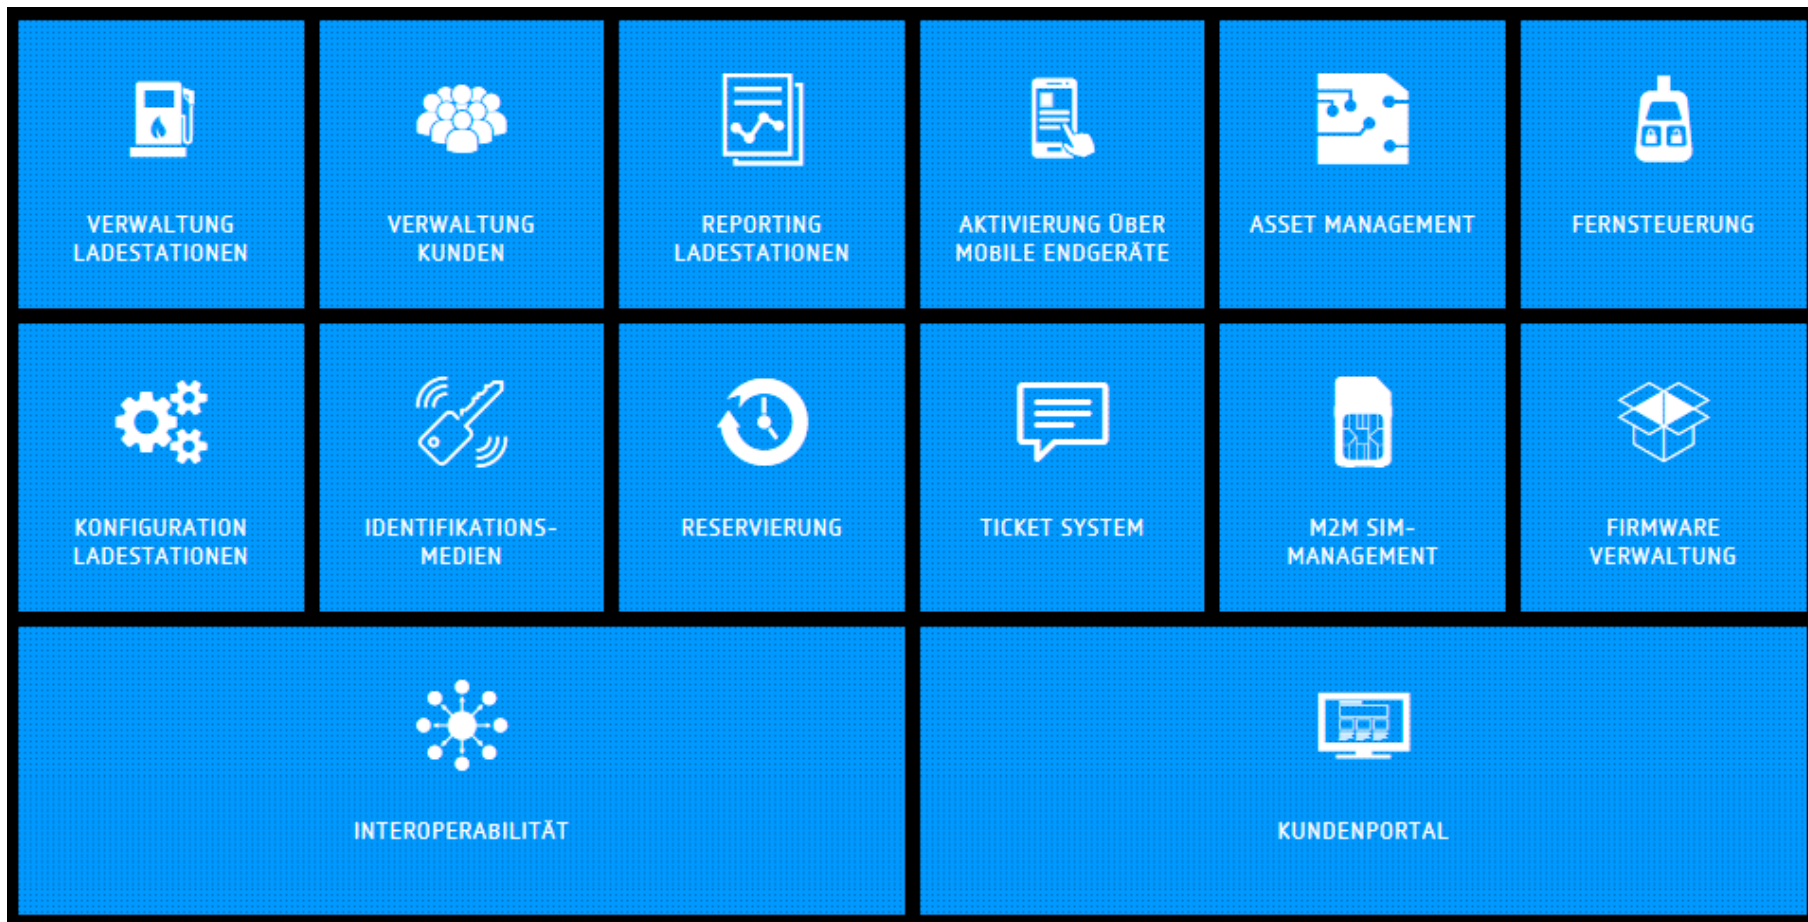 VERWALTUNG
LADESTATIONEN
VERWALTUNG
KUNDEN
REPORTING
LADESTATIONEN
AKTIVIERUNG ÜBER
MOBILE ENDGERÄTE
ASSET MANAGEMENT
FERNSTEUERUNG
KONFIGURATION
LADESTATIONEN
IDENTIFIKATIONS-
MEDIEN
RESERVIERUNG
TICKET SYSTEM
M2M SIM-
MANAGEMENT
FIRMWARE
VERWALTUNG
INTEROPERABILITÄT
KUNDENPORTAL